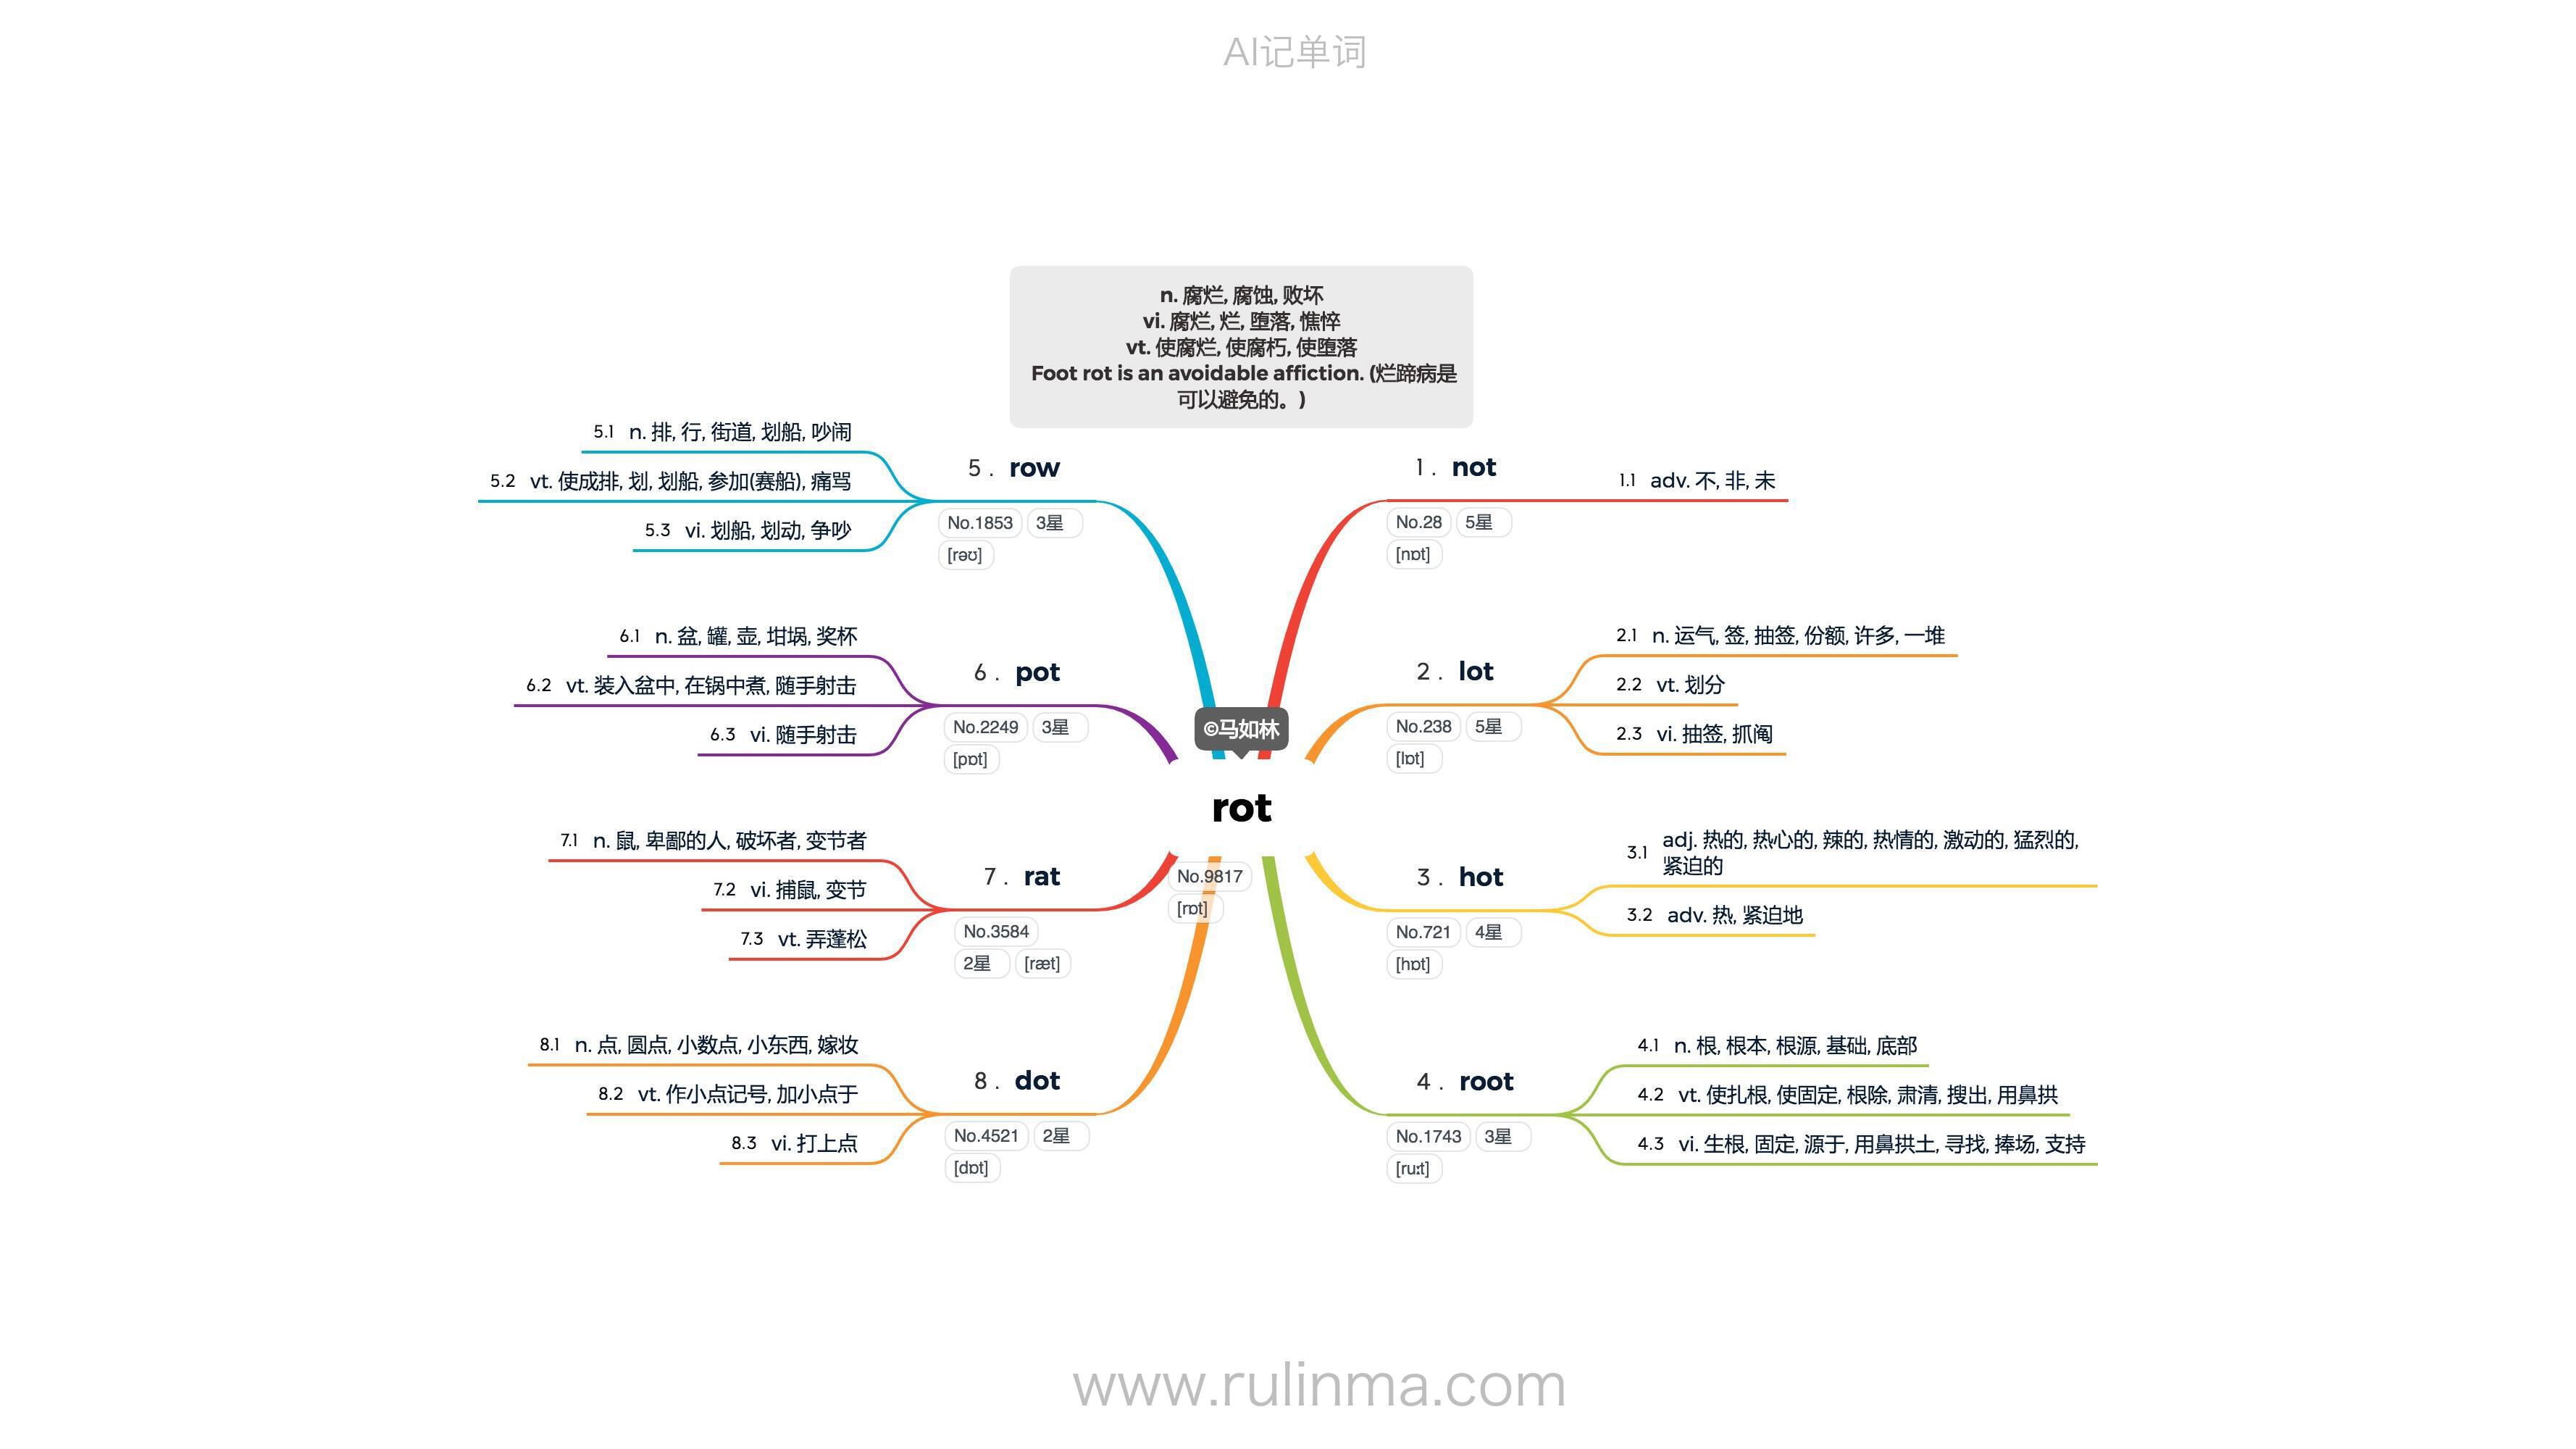 AI记单词
n. 腐烂, 腐蚀, 败坏
vi. 腐烂, 烂, 堕落, 憔悴
vt. 使腐烂, 使腐朽, 使堕落
Foot rot is an avoidable affiction. (烂蹄病是
可以避免的。)
©马如林
rot
No.9817
[rɒt]
1. not
No.28 5星
[nɒt]
1.1 adv. 不, 非, 未
2. lot
No.238 5星
[lɒt]
2.1 n. 运气, 签, 抽签, 份额, 许多, 一堆
2.2 vt. 划分
2.3 vi. 抽签, 抓阄
3. hot
No.721 4星
[hɒt]
3.1 adj. 热的, 热心的, 辣的, 热情的, 激动的, 猛烈的,
紧迫的
3.2 adv. 热, 紧迫地
4. root
No.1743 3星
[ruːt]
4.1 n. 根, 根本, 根源, 基础, 底部
4.2 vt. 使扎根, 使固定, 根除, 肃清, 搜出, 用鼻拱
4.3 vi. 生根, 固定, 源于, 用鼻拱土, 寻找, 捧场, 支持
5. row
No.1853 3星
[rəʊ]
5.1 n. 排, 行, 街道, 划船, 吵闹
5.2 vt. 使成排, 划, 划船, 参加(赛船), 痛骂
5.3 vi. 划船, 划动, 争吵
6. pot
No.2249 3星
[pɒt]
6.1 n. 盆, 罐, 壶, 坩埚, 奖杯
6.2 vt. 装入盆中, 在锅中煮, 随手射击
6.3 vi. 随手射击
7. rat
No.3584
2星 [ræt]
7.1 n. 鼠, 卑鄙的人, 破坏者, 变节者
7.2 vi. 捕鼠, 变节
7.3 vt. 弄蓬松
8. dot
No.4521 2星
[dɒt]
8.1 n. 点, 圆点, 小数点, 小东西, 嫁妆
8.2 vt. 作小点记号, 加小点于
8.3 vi. 打上点
www.rulinma.com